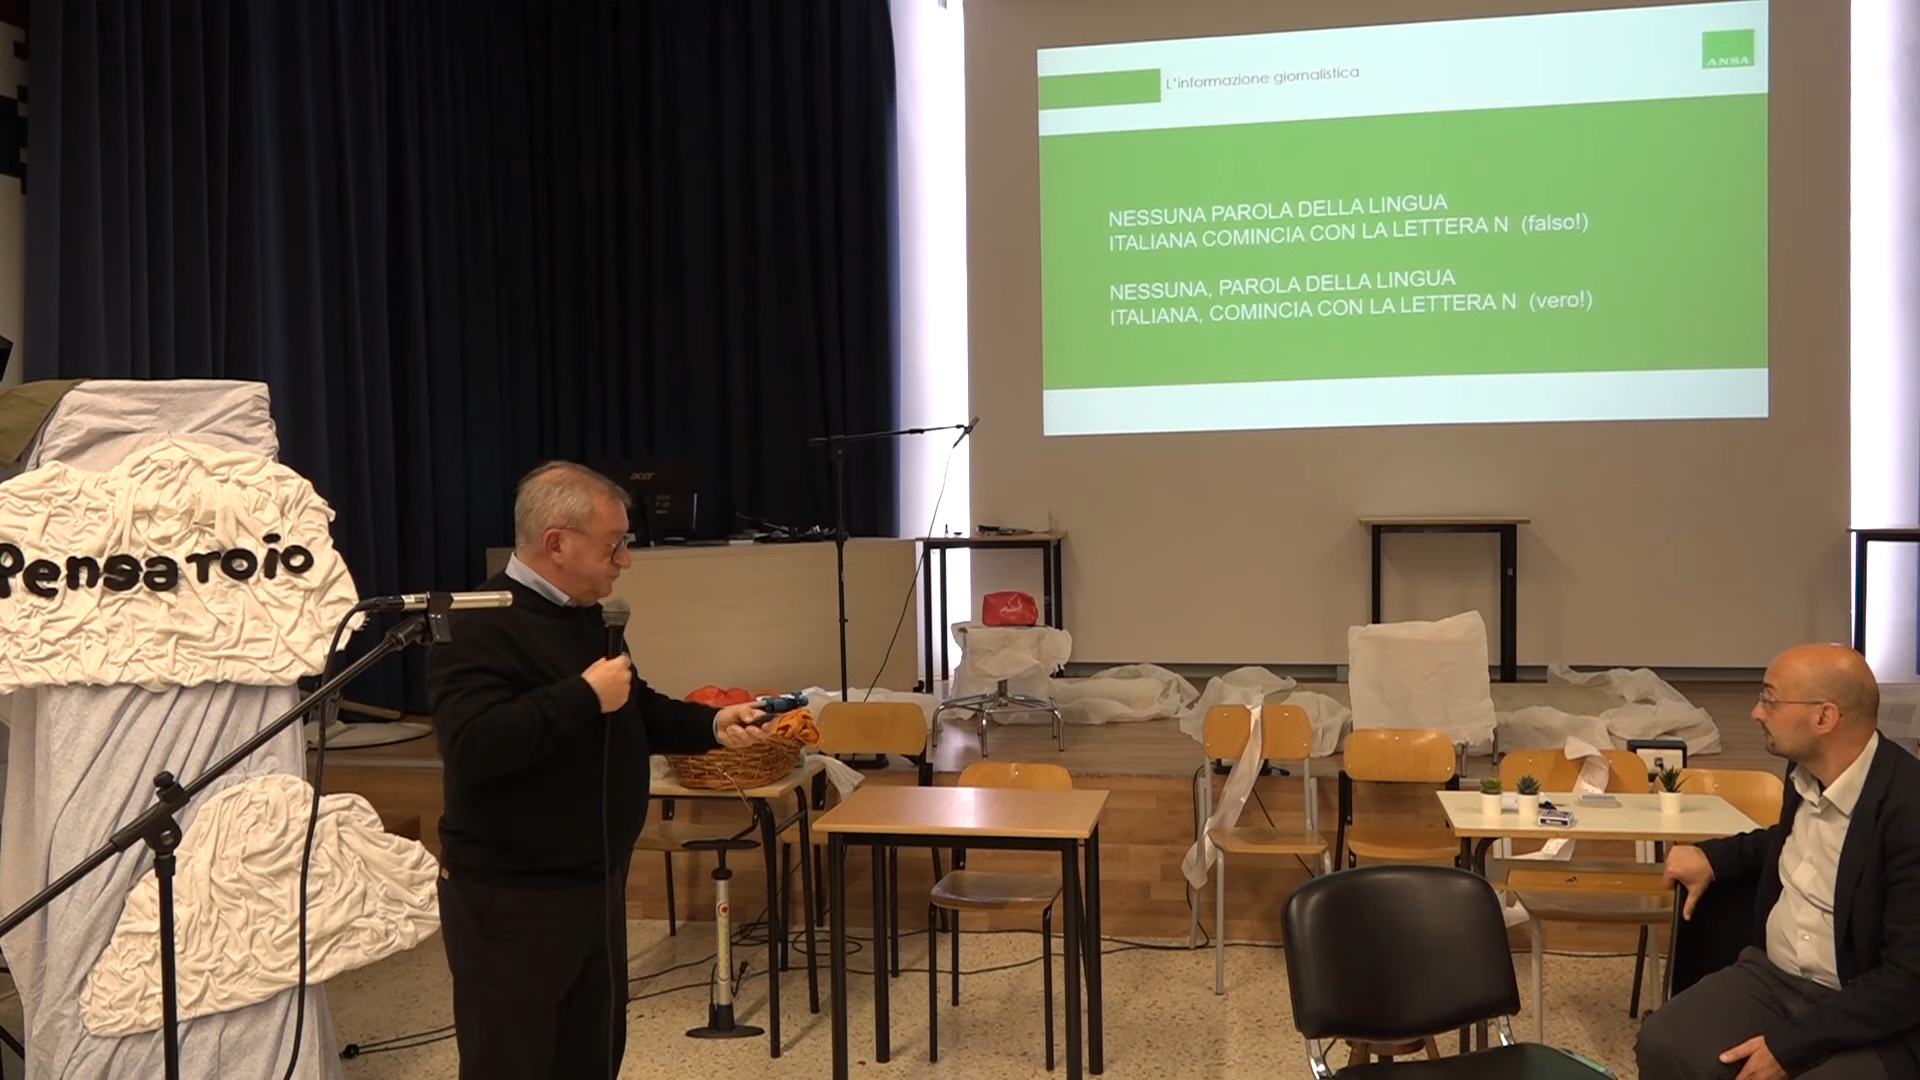 L'informazione giornalistica
ANSA
NESSUNA PAROLA DELLA LINGUA
ITALIANA COMINCIA CON LA LETTERA N (falso!)
NESSUNA, PAROLA DELLA LINGUA
ITALIANA, COMINCIA CON LA LETTERA N (vero!)
acer
Pensatoio